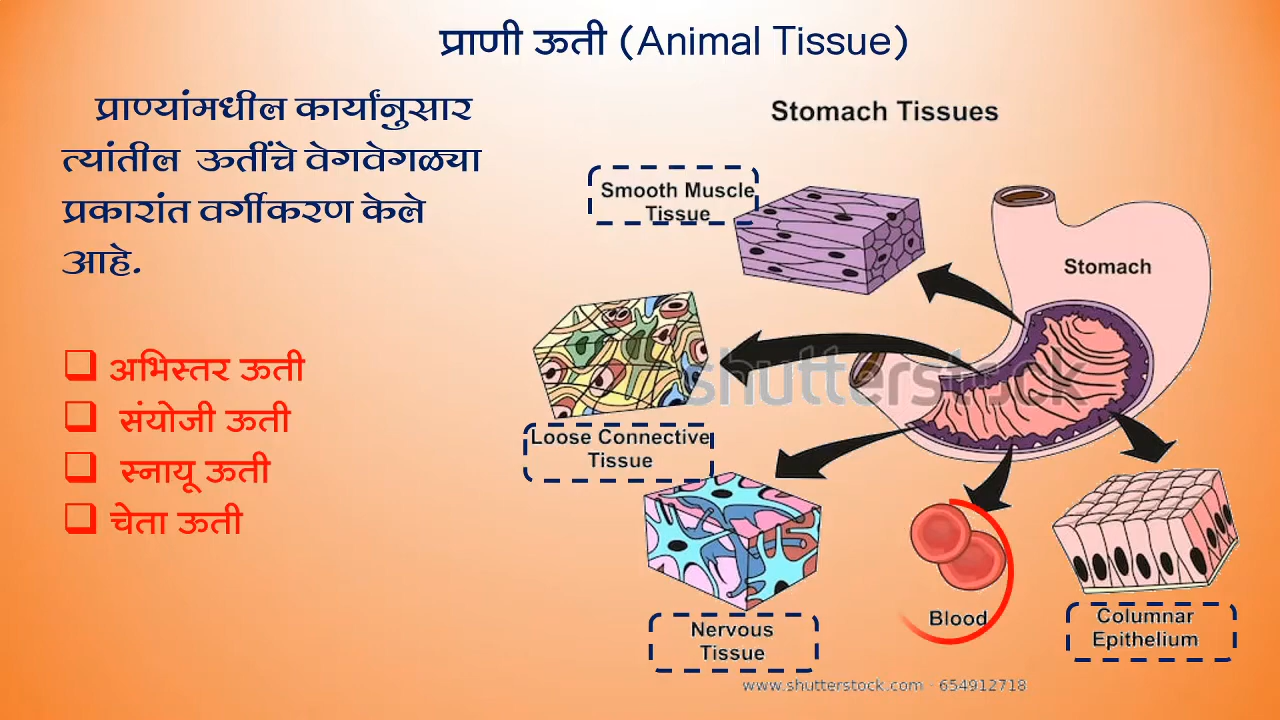 प्राणी ऊती (Animal Tissue)
प्राण्यांमधील कार्यांनुसार
त्यांतील ऊतींचे वेगवेगळ्या
प्रकारांत वर्गीकरण केले
आहे.
अभिस्तर ऊती
संयोजी ऊती
स्नायू ऊती
चेता ऊती
Stomach Tissues
Smooth Muscle
Tissue
Stomach
shutterstock
Loose Connective
Tissue
Nervous
Tissue
Blood
Columnar
Epithelium
www.shutterstock.com - 654912718